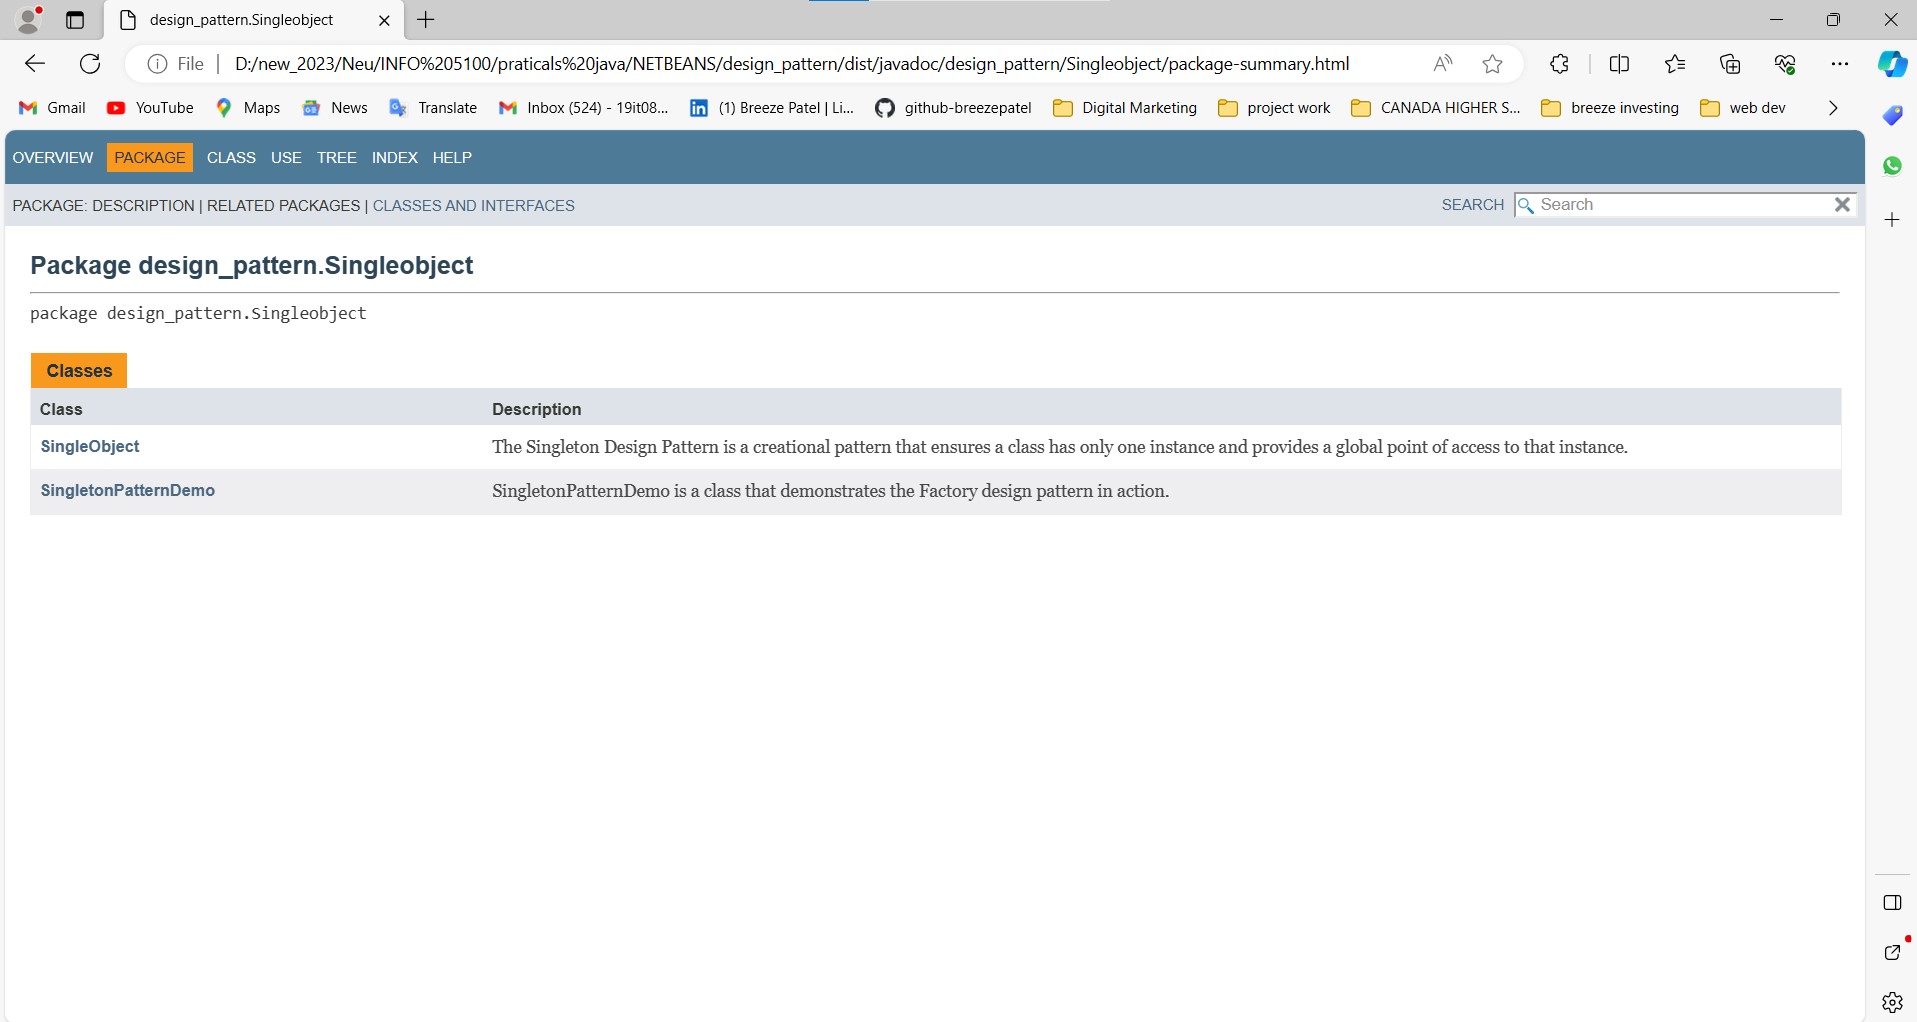 design_pattern.Singleobject
File
D:/new_2023/Neu/INFO%205100/praticals%20java/NETBEANS/design_pattern/dist/javadoc/design_pattern/Singleobject/package-summary.html
Gmail YouTube Maps News Translate Inbox (524) - 19it08... (1) Breeze Patel | Li... github-breezepatel Digital Marketing project work CANADA HIGHER S... breeze investing web dev
OVERVIEW PACKAGE CLASS USE TREE INDEX HELP
PACKAGE: DESCRIPTION | RELATED PACKAGES | CLASSES AND INTERFACES SEARCH Search
Package design_pattern.Singleobject
package design_pattern.Singleobject
Classes
Class Description
SingleObject The Singleton Design Pattern is a creational pattern that ensures a class has only one instance and provides a global point of access to that instance.
SingletonPatternDemo SingletonPatternDemo is a class that demonstrates the Factory design pattern in action.